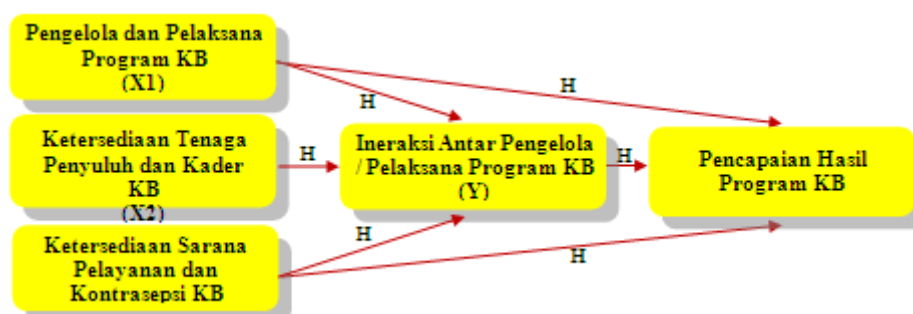 Pengelola dan Pelaksana
Program KB
(X1)
H
H
Ketersediaan Tenaga
Penyuluh dan Kader
KB
(X2)
H
Ineraksi Antar Pengelola
/Pelaksana Program KB
(Y)
H
Pencapaian Hasil
Program KB
Ketersediaan Sarana
Pelayanan dan
Kontrasepsi KB
H
H